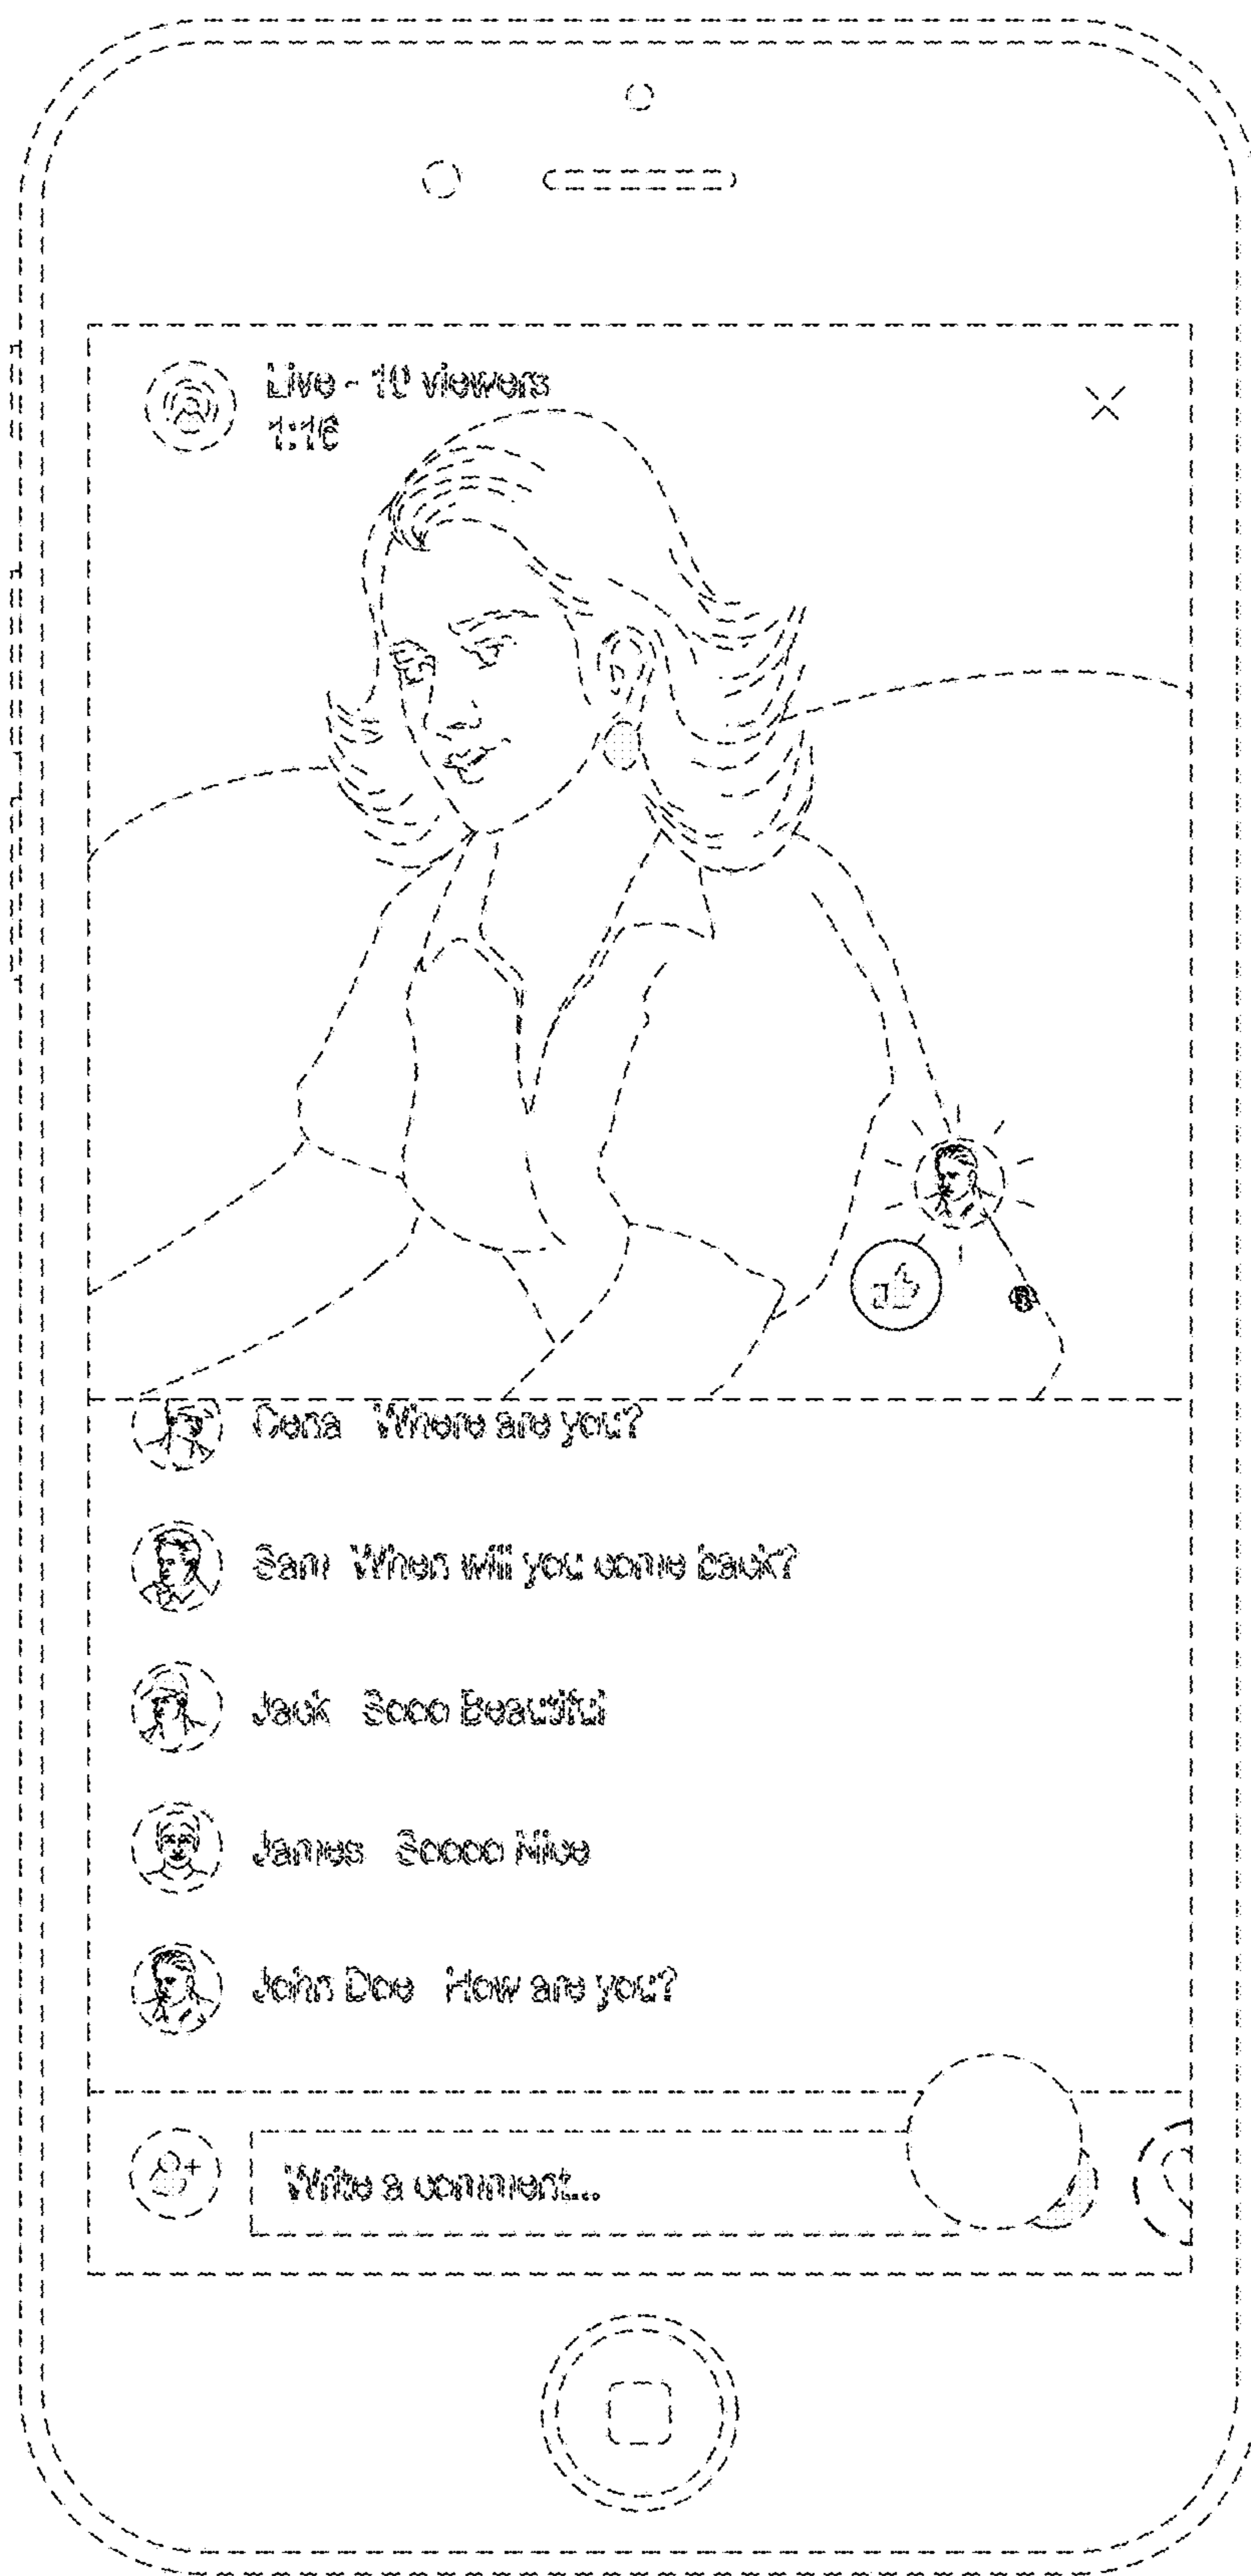 Live - 10 viewers
1:16
Cena Where are you?
Sam When will you come back?
Jack Sooo Beautiful
James Soooo Nice
John Doe How are you?
Write a comment...